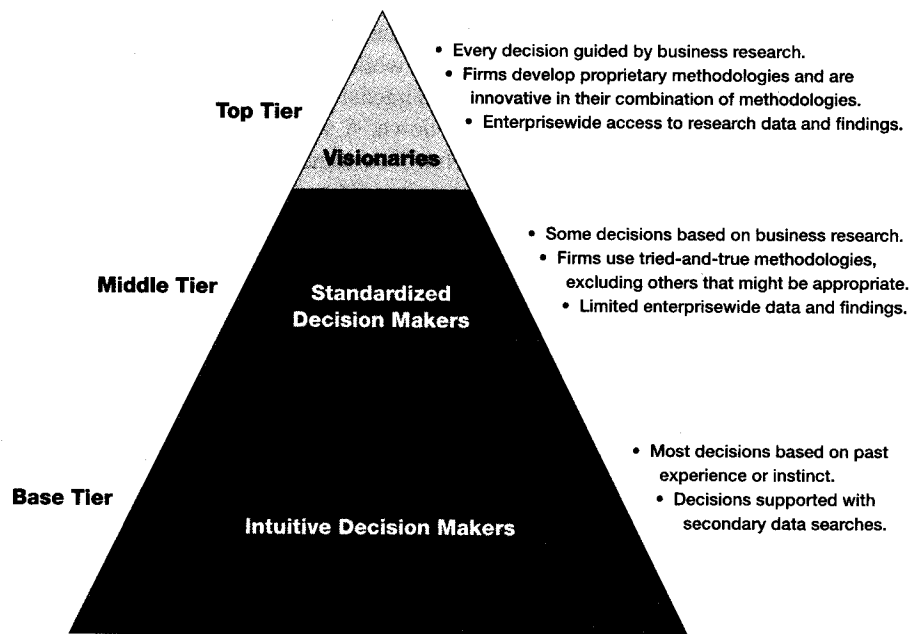 • Every decision guided by business research.
• Firms develop proprietary methodologies and are
innovative in their combination of methodologies.
• Enterprisewide access to research data and findings.
Top Tier
Visionaries
• Some decisions based on business research.
• Firms use tried-and-true methodologies,
excluding others that might be appropriate.
• Limited enterprisewide data and findings.
Middle Tier
Standardized
Decision Makers
• Most decisions based on past
experience or instinct.
• Decisions supported with
secondary data searches.
Base Tier
Intuitive Decision Makers